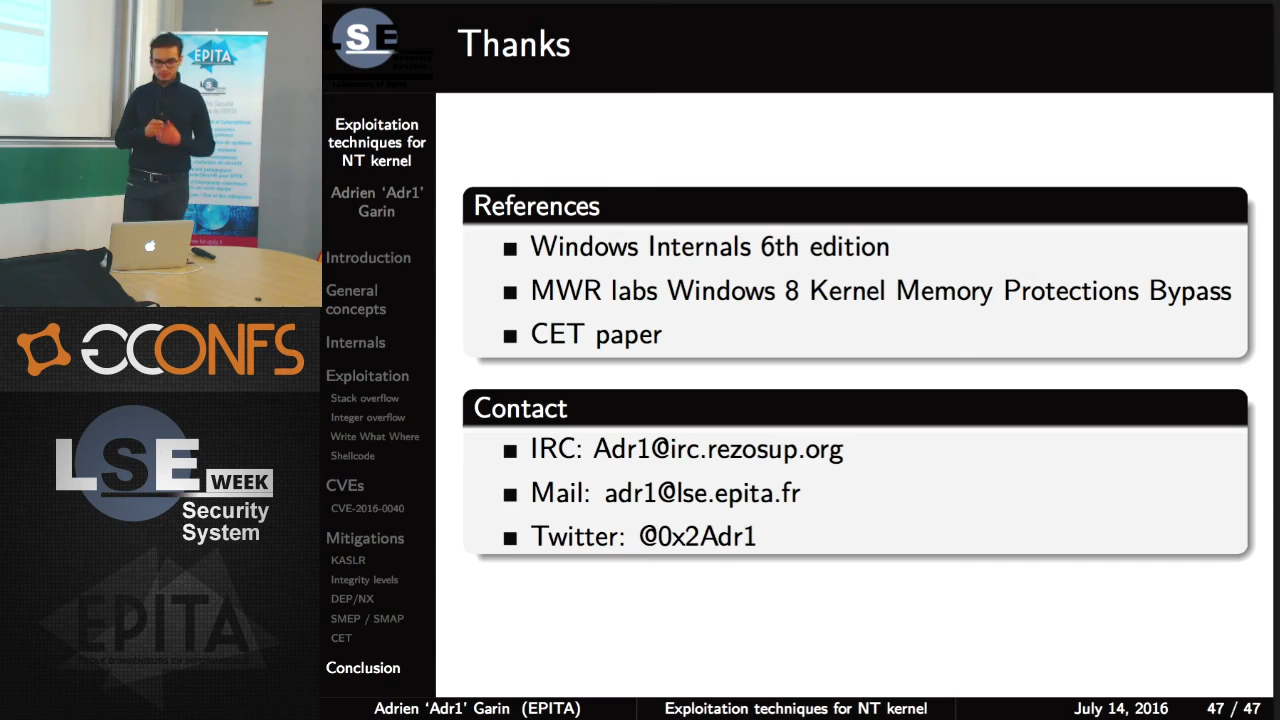 EPITA
LSE
LSE
Thanks
Exploitation
techniques for
NT kernel
Adrien ‘Adr1’
Garin
Introduction
General
concepts
Internals
Exploitation
Stack overflow
Integer overflow
Write What Where
Shellcode
CVEs
CVE-2016-0040
Mitigations
KASLR
Integrity levels
DEP/NX
SMEP / SMAP
CET
Conclusion
References
Windows Internals 6th edition
MWR labs Windows 8 Kernel Memory Protections Bypass
CET paper
Contact
IRC: Adr1@irc.rezosup.org
Mail: adr1@lse.epita.fr
Twitter: @0x2Adr1
GCONFS
LSE WEEK
Security
System
EPITA
Adrien ‘Adr1’ Garin (EPITA)
Exploitation techniques for NT kernel
July 14, 2016
47 / 47